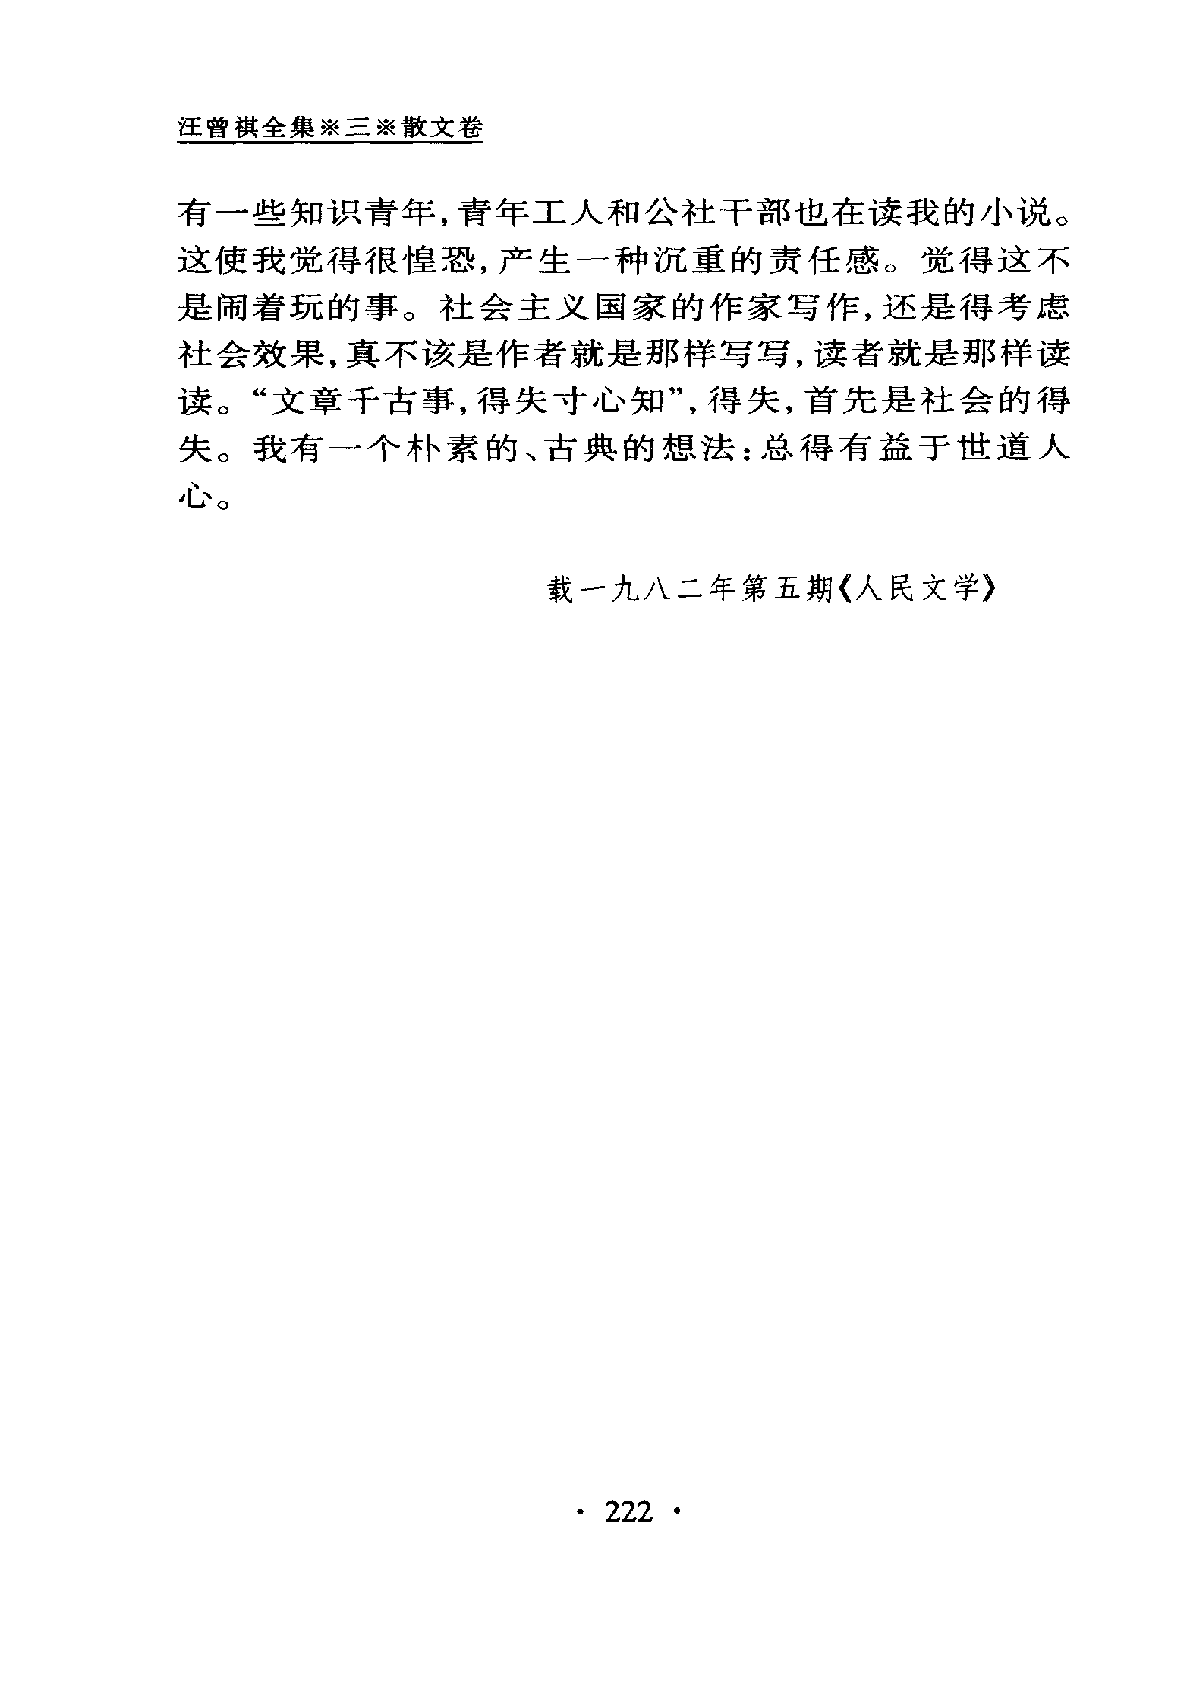 汪曾祺全集※三※散文卷
有一些知识青年,青年工人和公社干部也在读我的小说。
这使我觉得很惶恐,产生一种沉重的责任感。觉得这不
是闹着玩的事。社会主义国家的作家写作,还是得考虑
社会效果,真不该是作者就是那样写写,读者就是那样读
读。“文章千古事,得失寸心知”,得失,首先是社会的得
失。我有一个朴素的、古典的想法:总得有益于世道人
心。
载一九八二年第五期《人民文学》
· 222 ·